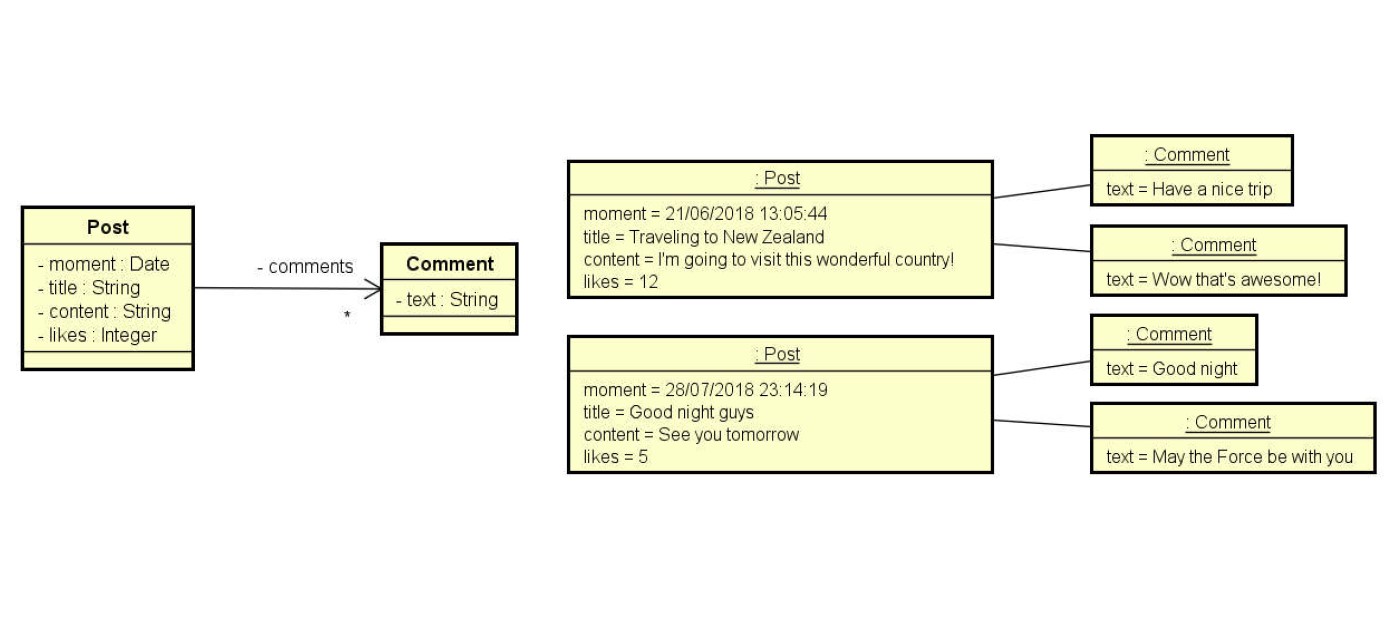 Post
- moment : Date
- title : String
- content : String
- likes : Integer
- comments
*
Comment
- text : String
: Post
moment = 21/06/2018 13:05:44
title = Traveling to New Zealand
content = I'm going to visit this wonderful country!
likes = 12
: Comment
text = Have a nice trip
: Comment
text = Wow that's awesome!
: Post
moment = 28/07/2018 23:14:19
title = Good night guys
content = See you tomorrow
likes = 5
: Comment
text = Good night
: Comment
text = May the Force be with you